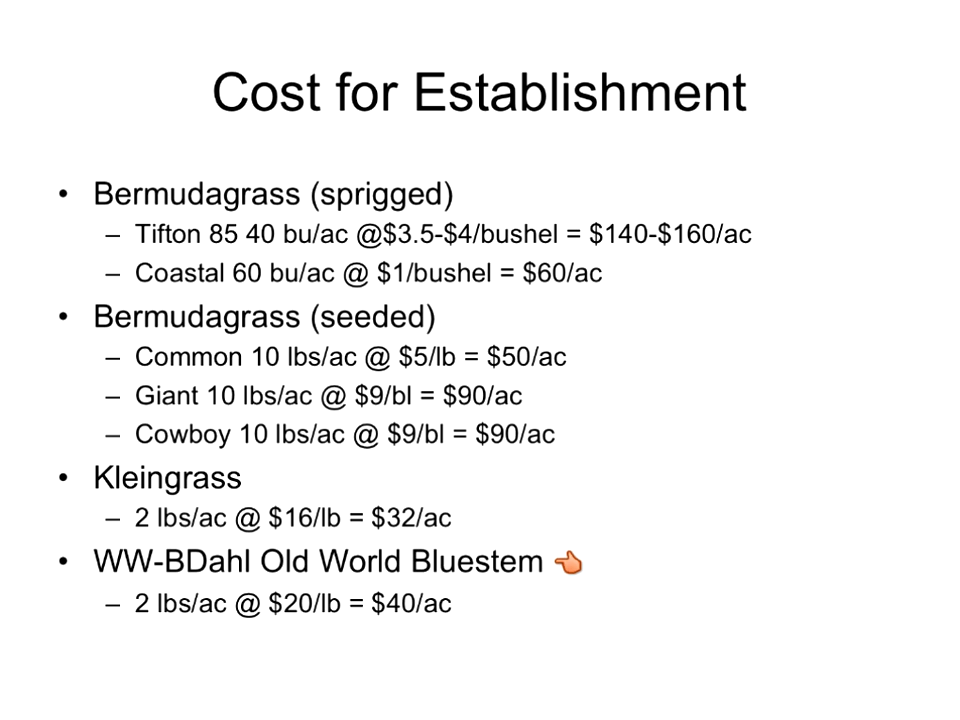 Cost for Establishment
• Bermudagrass (sprigged)
– Tifton 85 40 bu/ac @$3.5-$4/bushel = $140-$160/ac
– Coastal 60 bu/ac @ $1/bushel = $60/ac
• Bermudagrass (seeded)
– Common 10 lbs/ac @ $5/lb = $50/ac
– Giant 10 lbs/ac @ $9/bl = $90/ac
– Cowboy 10 lbs/ac @ $9/bl = $90/ac
• Kleingrass
– 2 lbs/ac @ $16/lb = $32/ac
• WW-BDahl Old World Bluestem 👈
– 2 lbs/ac @ $20/lb = $40/ac